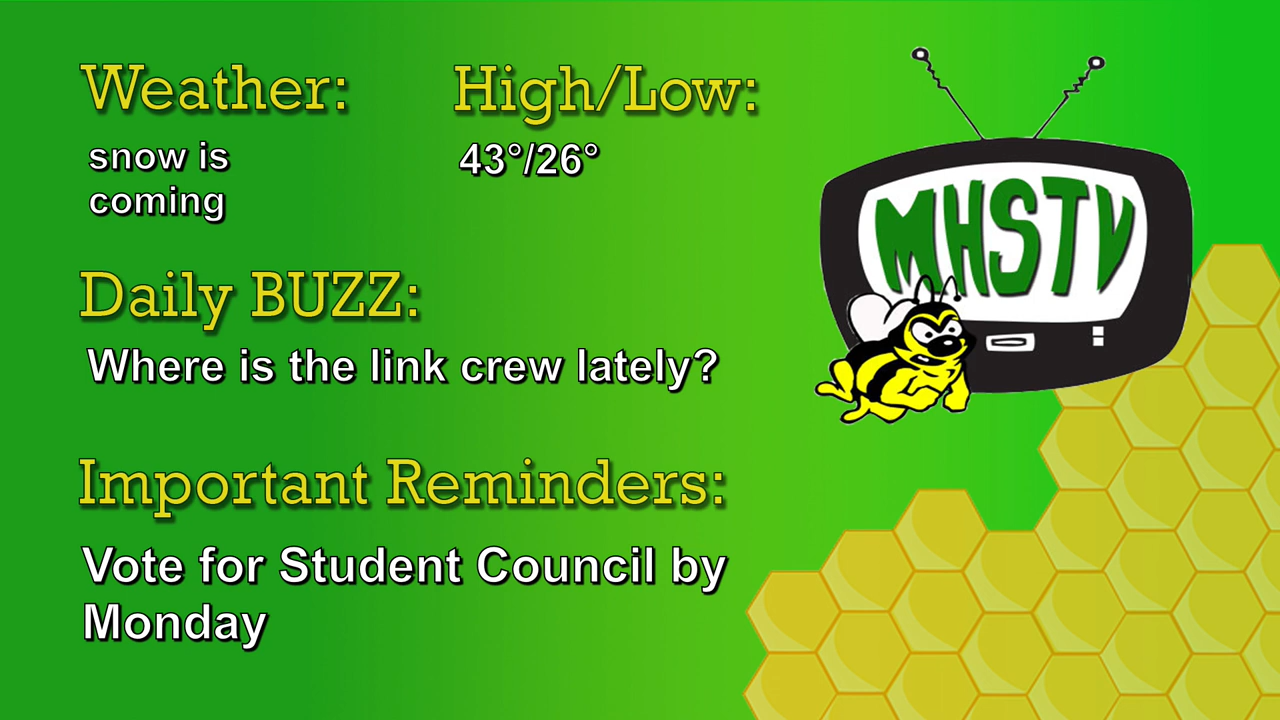 Weather:
snow is
coming
High/Low:
43°/26°
MHSTV
Daily BUZZ:
Where is the link crew lately?
Important Reminders:
Vote for Student Council by
Monday